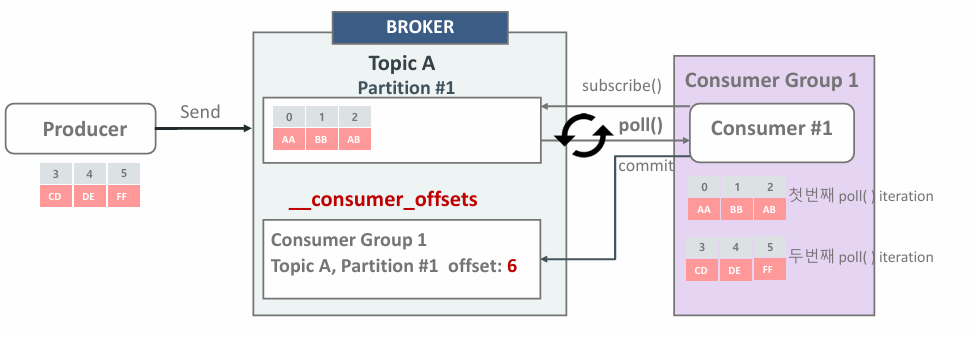 BROKER
Topic A
Partition #1
Consumer Group 1
subscribe()
Send
0 1 2
AA BB AB
poll()
Producer
Consumer #1
commit
3 4 5
CD DE FF
__consumer_offsets
0 1 2
AA BB AB
첫번째 poll( ) iteration
Consumer Group 1
Topic A, Partition #1 offset: 6
3 4 5
CD DE FF
두번째 poll( ) iteration